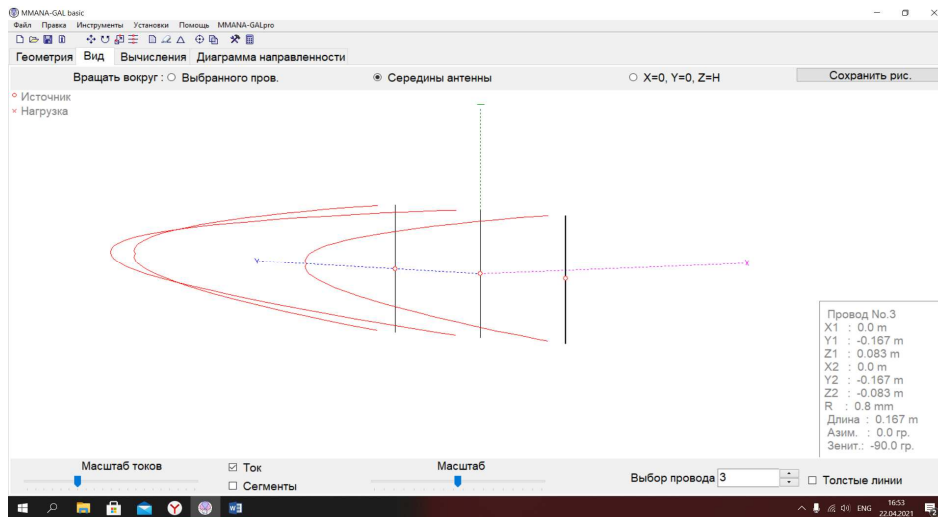 MMANA-GAL basic
Файл Правка Инструменты Установки Помощь MMANA-GALpro
Геометрия Вид Вычисления Диаграмма направленности
Вращать вокруг : Выбранного пров. Середины антенны X=0, Y=0, Z=H Сохранить рис.
Источник
Нагрузка
Y
X
Провод No.3
X1 : 0.0 m
Y1 : -0.167 m
Z1 : 0.083 m
X2 : 0.0 m
Y2 : -0.167 m
Z2 : -0.083 m
R : 0.8 mm
Длина : 0.167 m
Азим. : 0.0 гр.
Зенит.: -90.0 гр.
Масштаб токов Ток Масштаб
Сегменты
Выбор провода 3 Толстые линии
ENG 16:53
22.04.2021